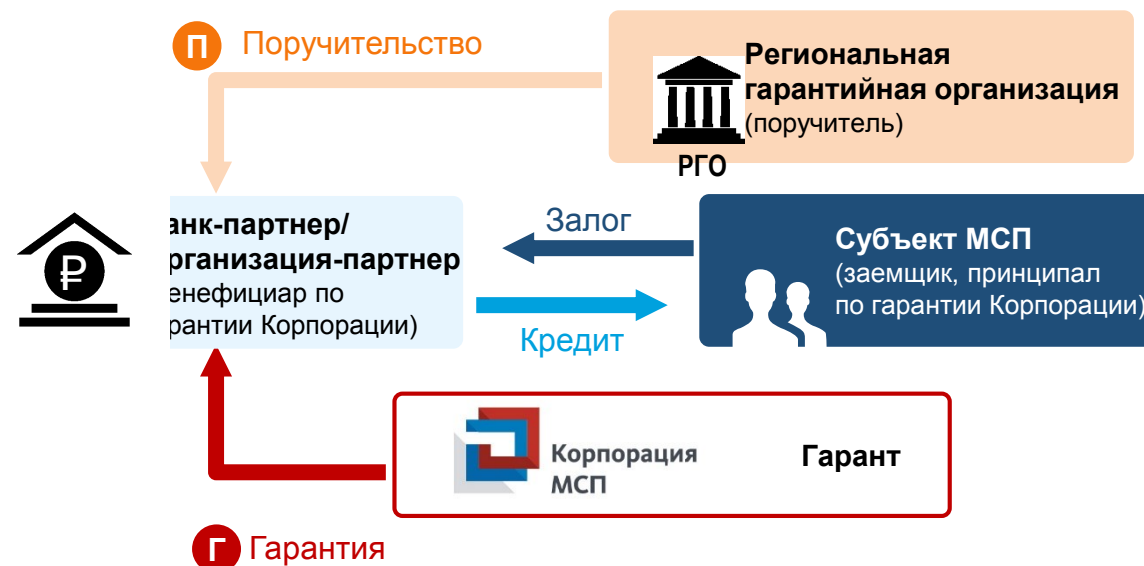 П Поручительство
Региональная
гарантийная организация
(поручитель)
РГО
анк-партнер/
рганизация-партнер
енефициар по
рантии Корпорации)
₽
Залог
Кредит
Субъект МСП
(заемщик, принципал
по гарантии Корпорации)
Корпорация
МСП
Гарант
Г Гарантия